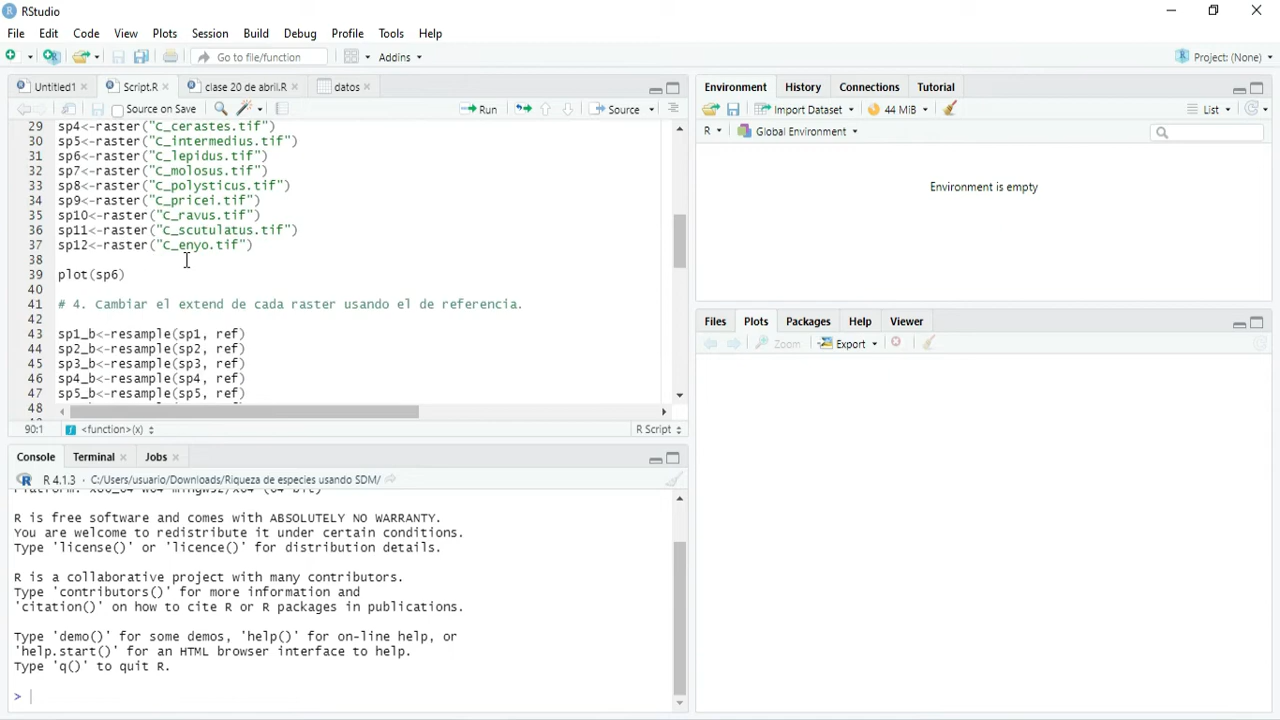 RStudio
File Edit Code View Plots Session Build Debug Profile Tools Help
Go to file/function Addins Project: (None)
Untitled1 Script.R clase 20 de abril.R datos
Source on Save Run Source
29 sp4<-raster("c_cerastes.tif")
30 sp5<-raster("c_intermedius.tif")
31 sp6<-raster("c_lepidus.tif")
32 sp7<-raster("c_molosus.tif")
33 sp8<-raster("c_polysticus.tif")
34 sp9<-raster("c_pricei.tif")
35 sp10<-raster("c_ravus.tif")
36 sp11<-raster("c_scutulatus.tif")
37 sp12<-raster("c_enyo.tif")
38
39 plot(sp6)
40
41 # 4. Cambiar el extend de cada raster usando el de referencia.
42
43 sp1_b<-resample(sp1, ref)
44 sp2_b<-resample(sp2, ref)
45 sp3_b<-resample(sp3, ref)
46 sp4_b<-resample(sp4, ref)
47 sp5_b<-resample(sp5, ref)
48
90:1 <function>(x) R Script
Console Terminal Jobs
R 4.1.3 · C:/Users/usuario/Downloads/Riqueza de especies usando SDM/
R is free software and comes with ABSOLUTELY NO WARRANTY.
You are welcome to redistribute it under certain conditions.
Type 'license()' or 'licence()' for distribution details.
R is a collaborative project with many contributors.
Type 'contributors()' for more information and
'citation()' on how to cite R or R packages in publications.
Type 'demo()' for some demos, 'help()' for on-line help, or
'help.start()' for an HTML browser interface to help.
Type 'q()' to quit R.
>
Environment History Connections Tutorial
Import Dataset 44 MiB List
R Global Environment
Environment is empty
Files Plots Packages Help Viewer
Zoom Export